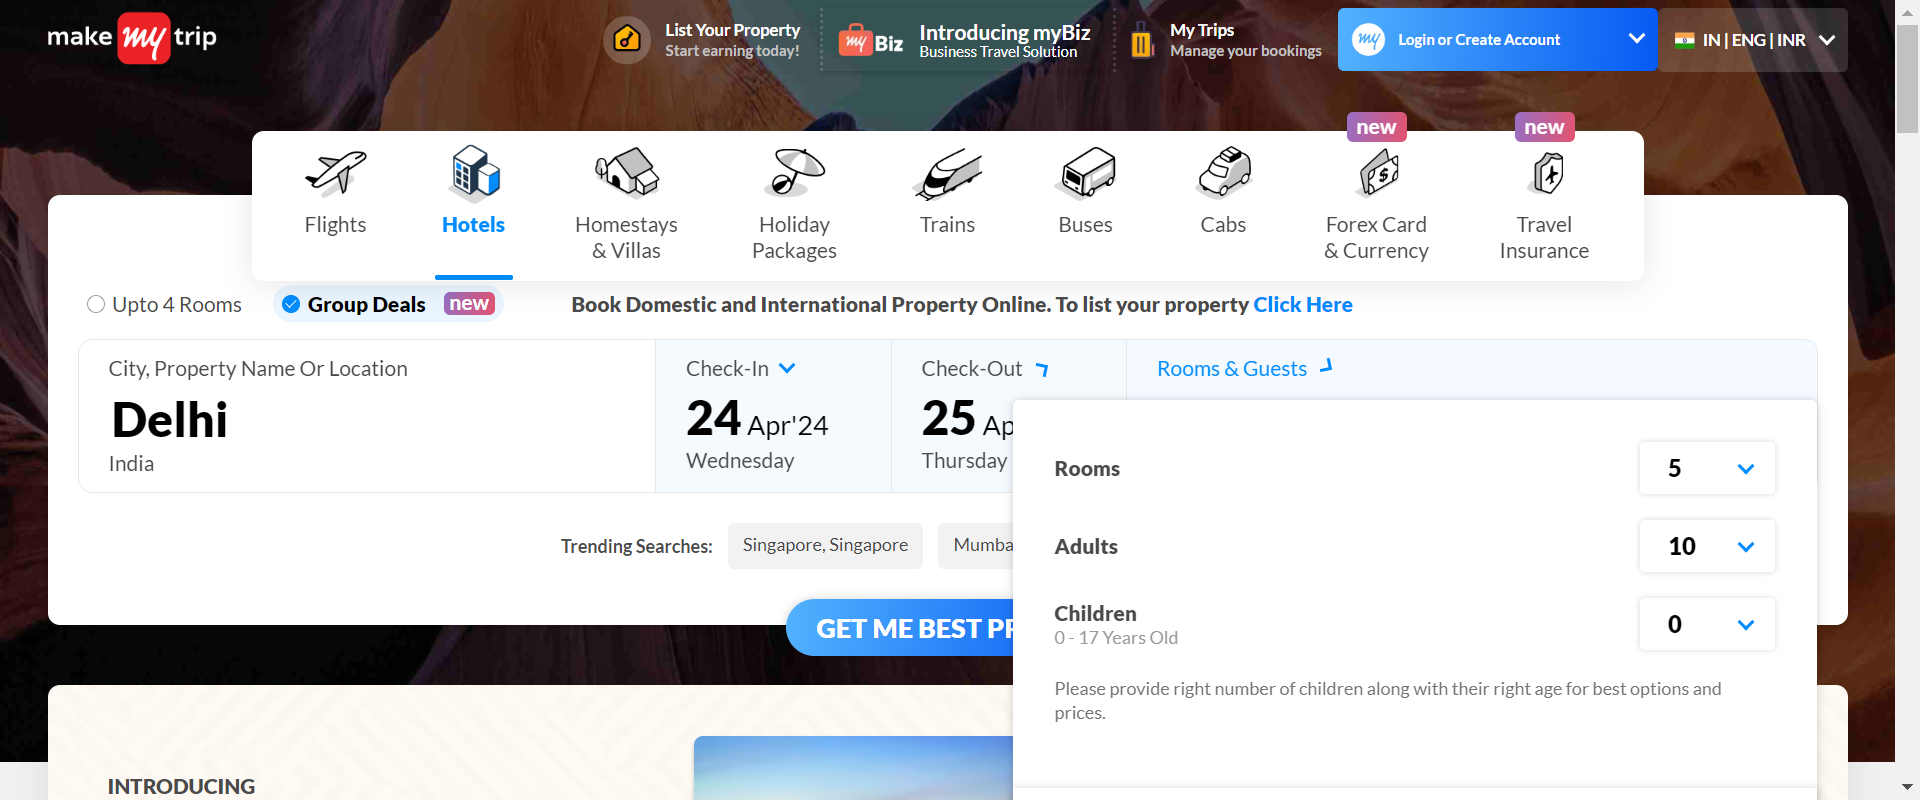 make my trip
List Your Property
Start earning today!
my Biz
Introducing myBiz
Business Travel Solution
My Trips
Manage your bookings
my
Login or Create Account
IN | ENG | INR
new
new
Flights
Hotels
Homestays
& Villas
Holiday
Packages
Trains
Buses
Cabs
Forex Card
& Currency
Travel
Insurance
Upto 4 Rooms
Group Deals new
Book Domestic and International Property Online. To list your property Click Here
City, Property Name Or Location
Delhi
India
Check-In
24 Apr'24
Wednesday
Check-Out
25 Ap
Thursday
Rooms & Guests
Rooms
5
Adults
10
Children
0 - 17 Years Old
0
Please provide right number of children along with their right age for best options and
prices.
Trending Searches:
Singapore, Singapore
Mumba
GET ME BEST PR
INTRODUCING